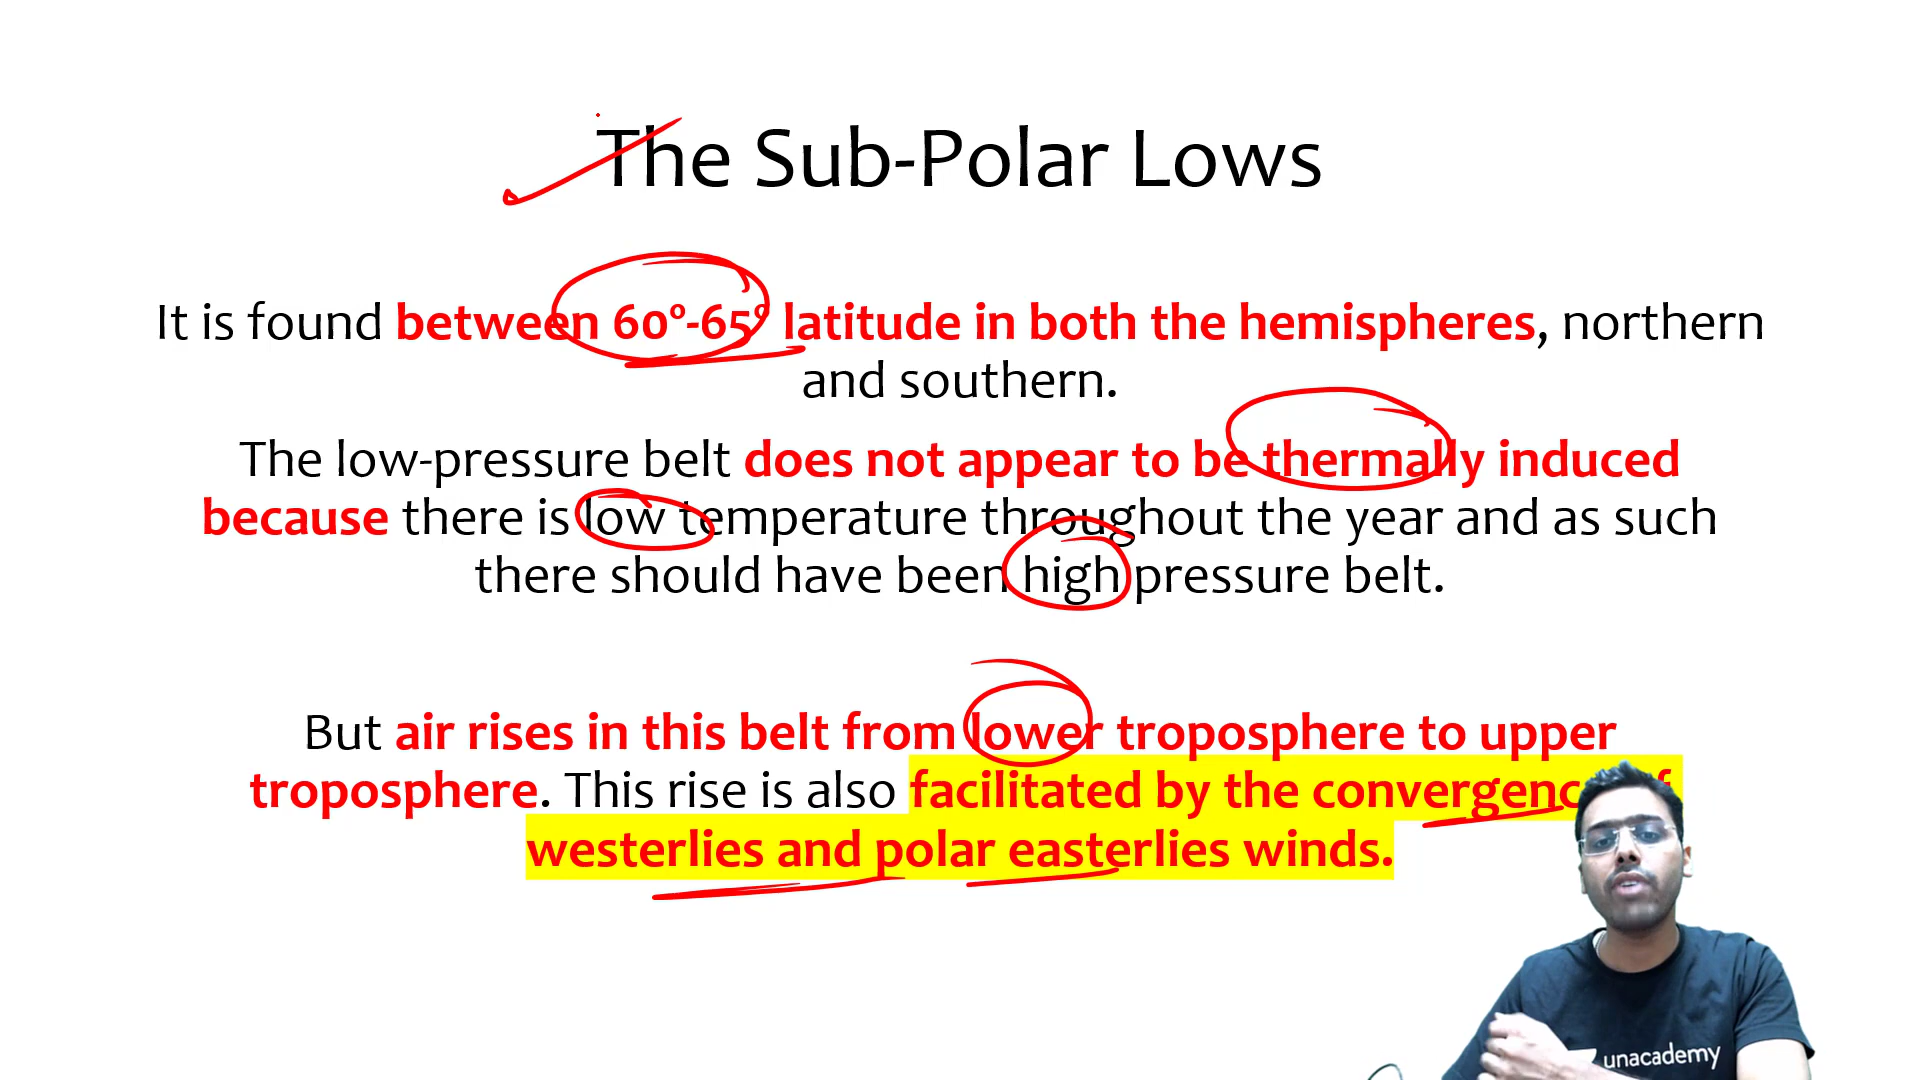 The Sub-Polar Lows
It is found between 60°-65° latitude in both the hemispheres, northern
and southern.
The low-pressure belt does not appear to be thermally induced
because there is low temperature throughout the year and as such
there should have been high pressure belt.
But air rises in this belt from lower troposphere to upper
troposphere. This rise is also facilitated by the convergence of
westerlies and polar easterlies winds.
unacademy